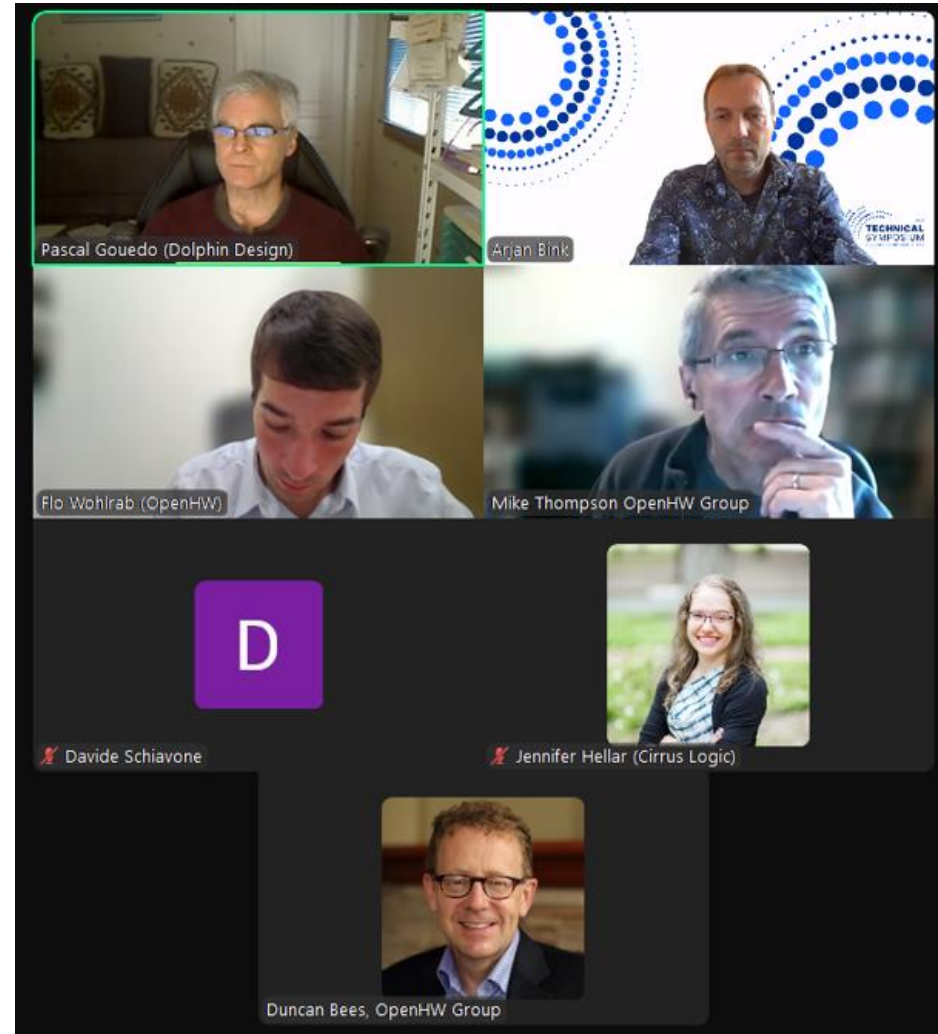 Pascal Gouedo (Dolphin Design)
Arjan Bink
TECHNICAL
SYMPOSIUM
Flo Wohlrab (OpenHW)
Mike Thompson OpenHW Group
D
Davide Schiavone
Jennifer Hellar (Cirrus Logic)
Duncan Bees, OpenHW Group